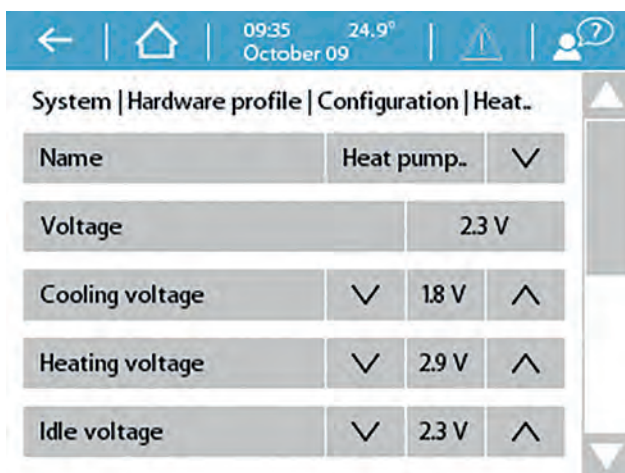 09:35 24.9°
October 09
?
System | Hardware profile | Configuration | Heat..
Name Heat pump..
Voltage 2.3 V
Cooling voltage 1.8 V
Heating voltage 2.9 V
Idle voltage 2.3 V